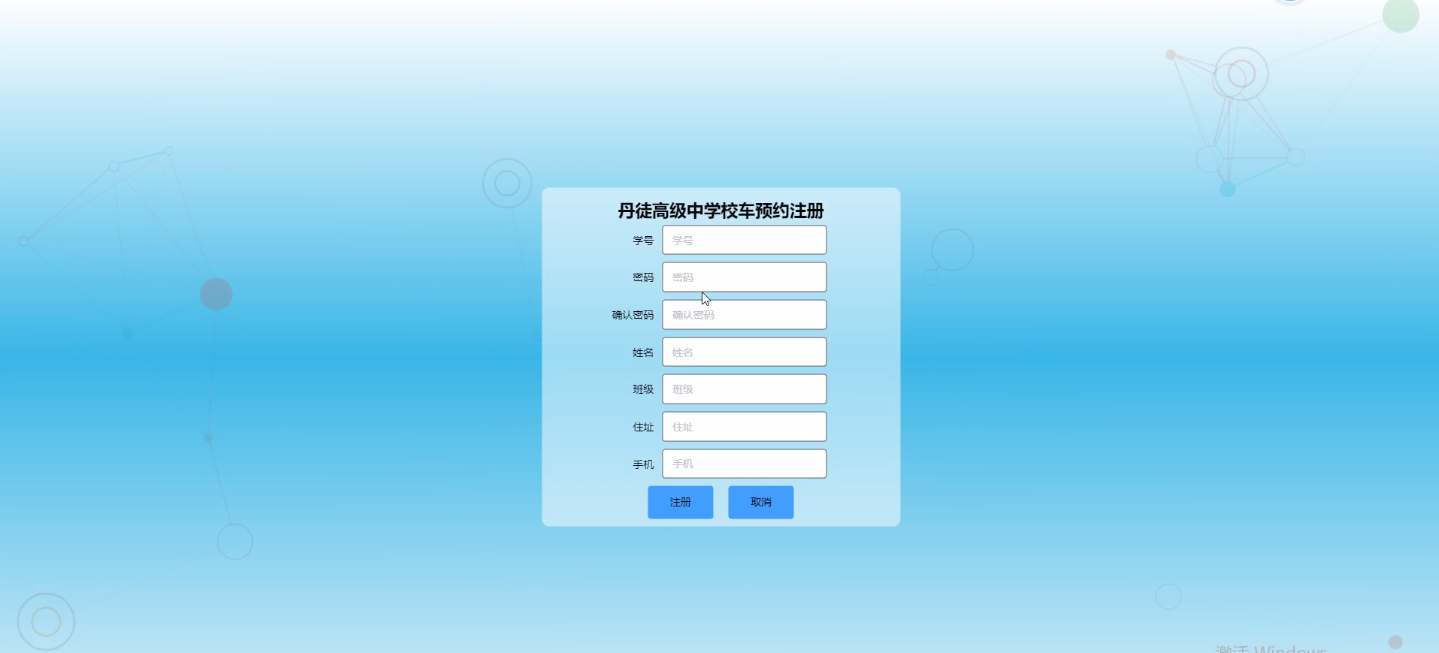 丹徒高级中学校车预约注册
学号 学号
密码 密码
确认密码 确认密码
姓名 姓名
班级 班级
住址 住址
手机 手机
注册 取消
激活 Windows